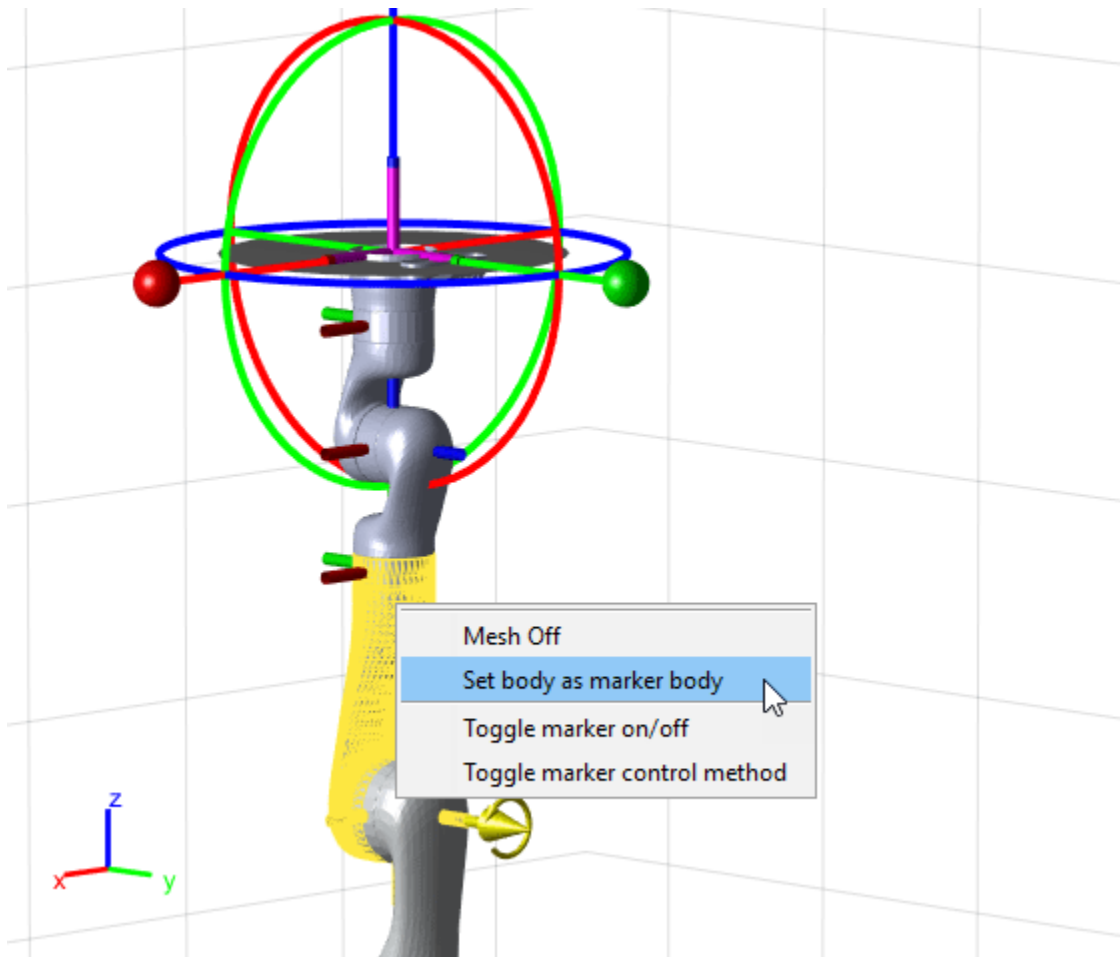 Mesh Off
Set body as marker body
Toggle marker on/off
Toggle marker control method
z
x
y